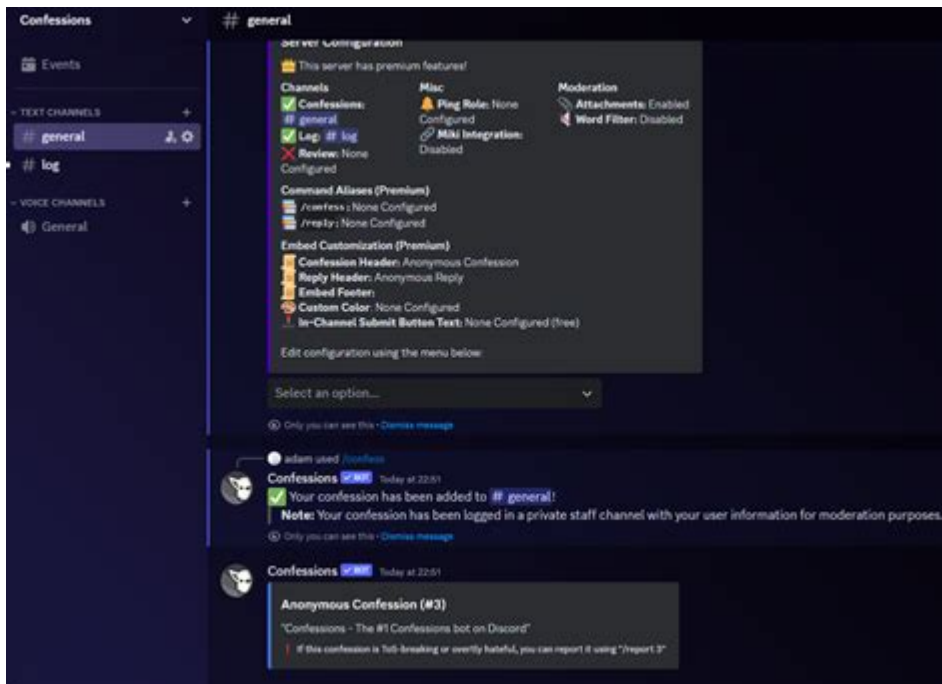 Confessions
# general
Events
TEXT CHANNELS
# general
# log
VOICE CHANNELS
General
Server Configuration
This server has premium features!
Channels
Confessions:
# general
Log: # log
Review: None
Configured
Misc
Ping Role: None
Configured
Miki Integration:
Disabled
Moderation
Attachments: Enabled
Word Filter: Disabled
Command Aliases (Premium)
/confess: None Configured
/reply: None Configured
Embed Customization (Premium)
Confession Header: Anonymous Confession
Reply Header: Anonymous Reply
Embed Footer:
Custom Color: None Configured
In-Channel Submit Button Text: None Configured (free)
Edit configuration using the menu below:
Select an option...
Only you can see this • Dismiss message
adam used /confess
Confessions BOT Today at 22:51
Your confession has been added to # general!
Note: Your confession has been logged in a private staff channel with your user information for moderation purposes.
Only you can see this • Dismiss message
Confessions BOT Today at 22:51
Anonymous Confession (#3)
"Confessions - The #1 Confessions bot on Discord"
If this confession is ToS-breaking or overtly hateful, you can report it using "/report 3"